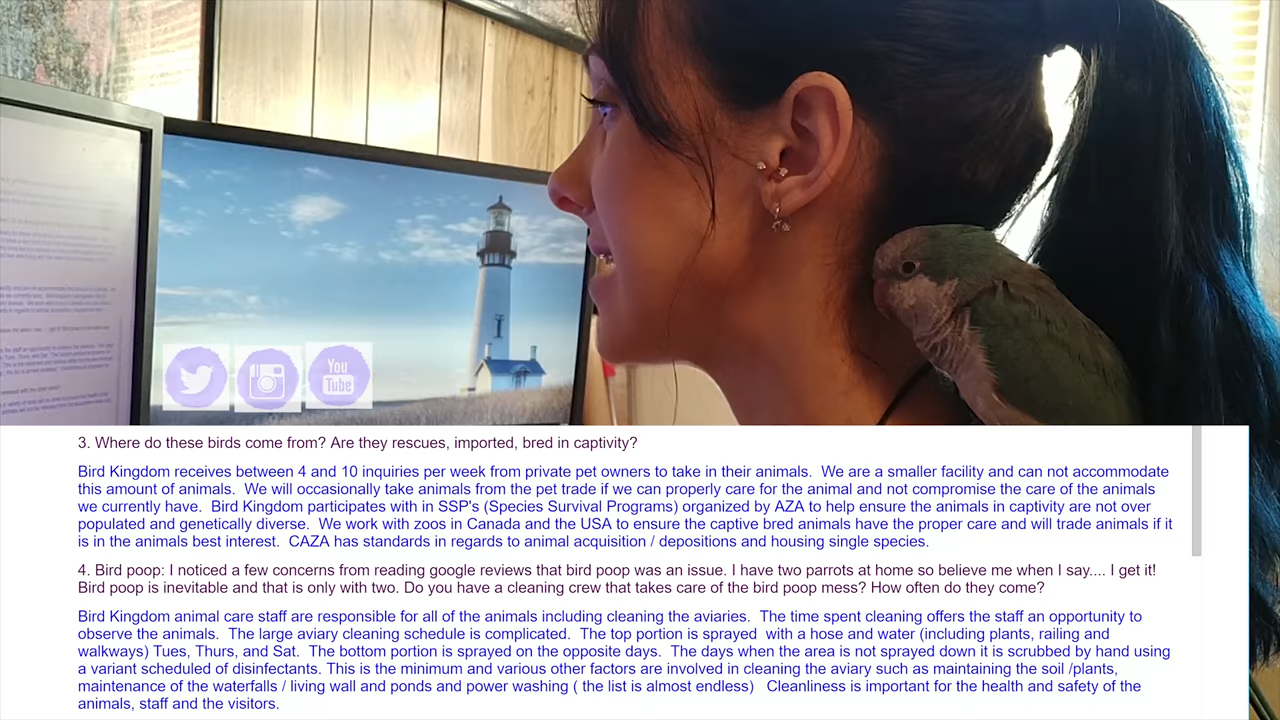 You
Tube
3. Where do these birds come from? Are they rescues, imported, bred in captivity?
Bird Kingdom receives between 4 and 10 inquiries per week from private pet owners to take in their animals.  We are a smaller facility and can not accommodate
this amount of animals.  We will occasionally take animals from the pet trade if we can properly care for the animal and not compromise the care of the animals
we currently have.  Bird Kingdom participates with in SSP's (Species Survival Programs) organized by AZA to help ensure the animals in captivity are not over
populated and genetically diverse.  We work with zoos in Canada and the USA to ensure the captive bred animals have the proper care and will trade animals if it
is in the animals best interest.  CAZA has standards in regards to animal acquisition / depositions and housing single species.
4. Bird poop: I noticed a few concerns from reading google reviews that bird poop was an issue. I have two parrots at home so believe me when I say.... I get it!
Bird poop is inevitable and that is only with two. Do you have a cleaning crew that takes care of the bird poop mess? How often do they come?
Bird Kingdom animal care staff are responsible for all of the animals including cleaning the aviaries.  The time spent cleaning offers the staff an opportunity to
observe the animals.  The large aviary cleaning schedule is complicated.  The top portion is sprayed  with a hose and water (including plants, railing and
walkways) Tues, Thurs, and Sat.  The bottom portion is sprayed on the opposite days.  The days when the area is not sprayed down it is scrubbed by hand using
a variant scheduled of disinfectants. This is the minimum and various other factors are involved in cleaning the aviary such as maintaining the soil /plants,
maintenance of the waterfalls / living wall and ponds and power washing ( the list is almost endless)   Cleanliness is important for the health and safety of the
animals, staff and the visitors.